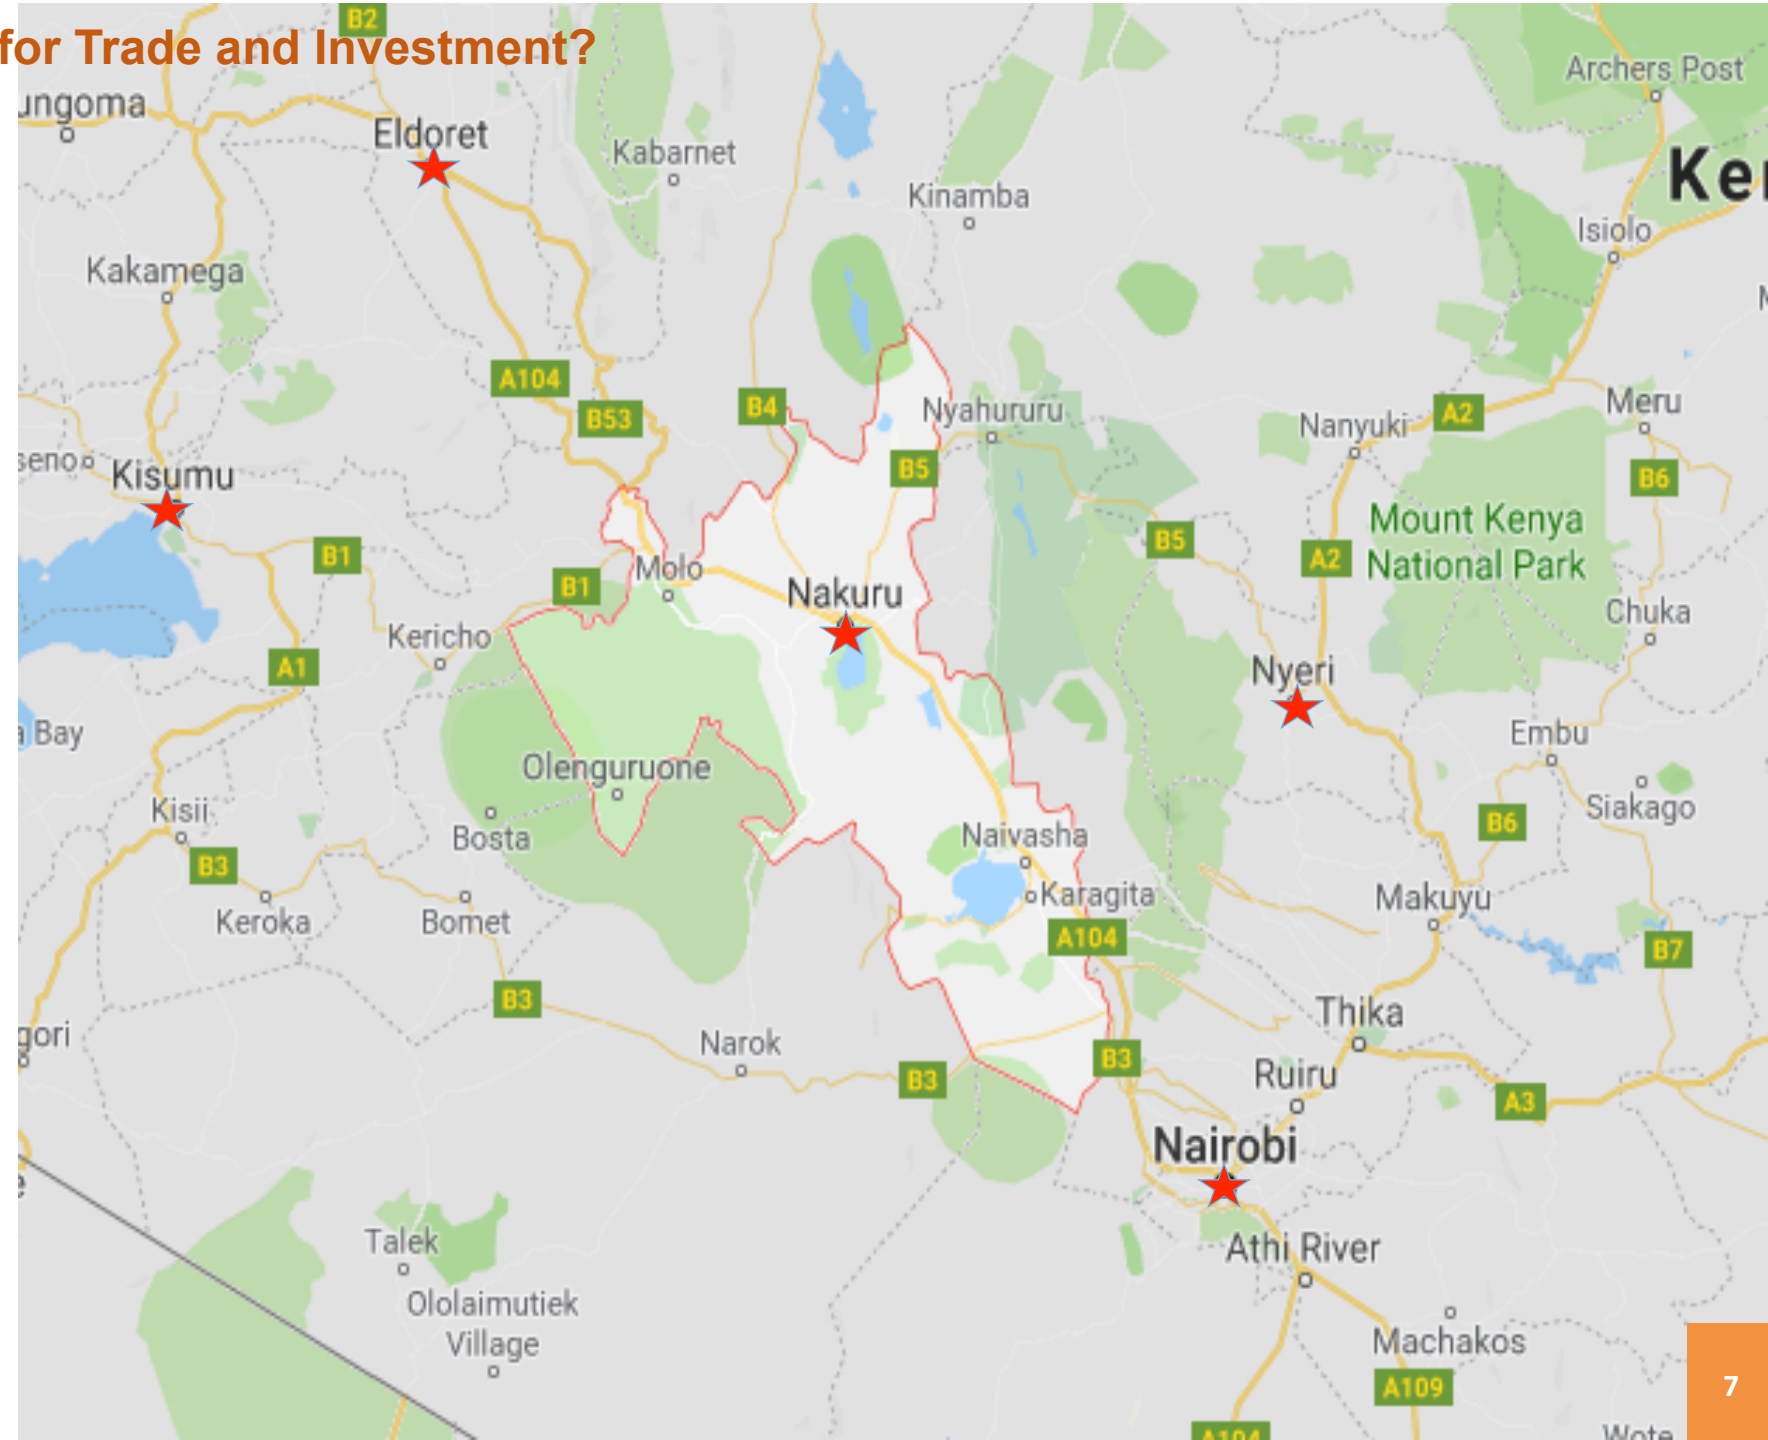 for Trade and Investment?
B2
Archers Post
ungoma
Eldoret
Kabarnet
Ke
Kinamba
Isiolo
Kakamega
A104
B53
B4
Nyahururu
Nanyuki
A2
Meru
seno
Kisumu
B5
B6
Mount Kenya
National Park
B1
B1
Molo
B5
A2
Nakuru
Chuka
Kericho
A1
Nyeri
a Bay
Embu
Olenguruone
Kisii
Bosta
Naivasha
B6
Siakago
B3
Karagita
Makuyu
Keroka
Bomet
A104
B7
B3
Narok
Thika
gori
B3
B3
Ruiru
A3
Nairobi
Talek
Athi River
Ololaimutiek
Village
Machakos
A109
7
A104
Wote